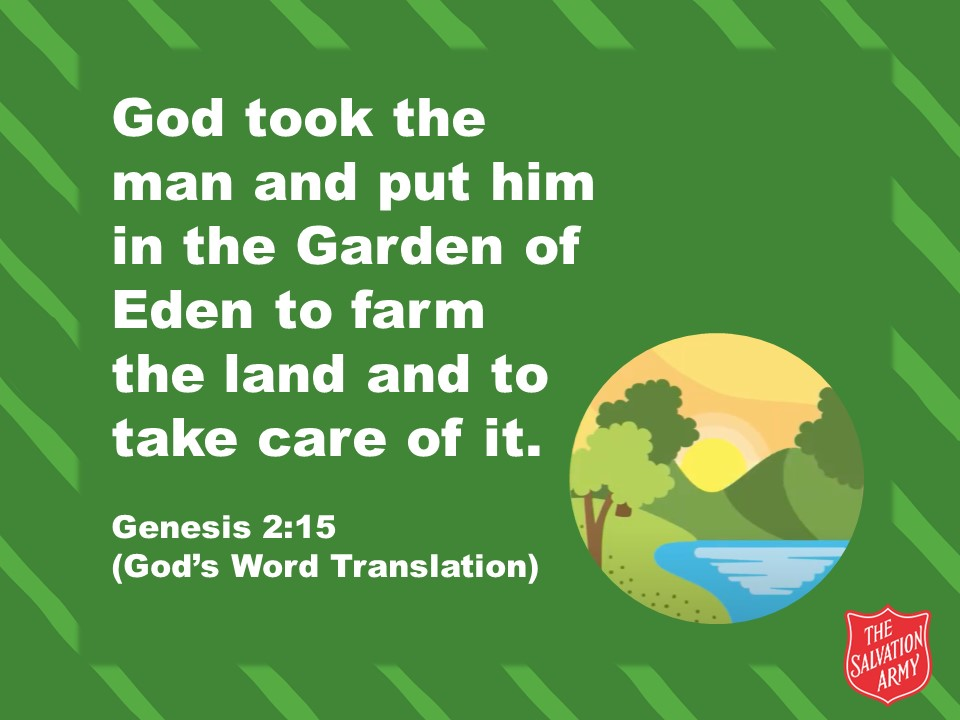 God took the
man and put him
in the Garden of
Eden to farm
the land and to
take care of it.
Genesis 2:15
(God’s Word Translation)
THE
SALVATION
ARMY